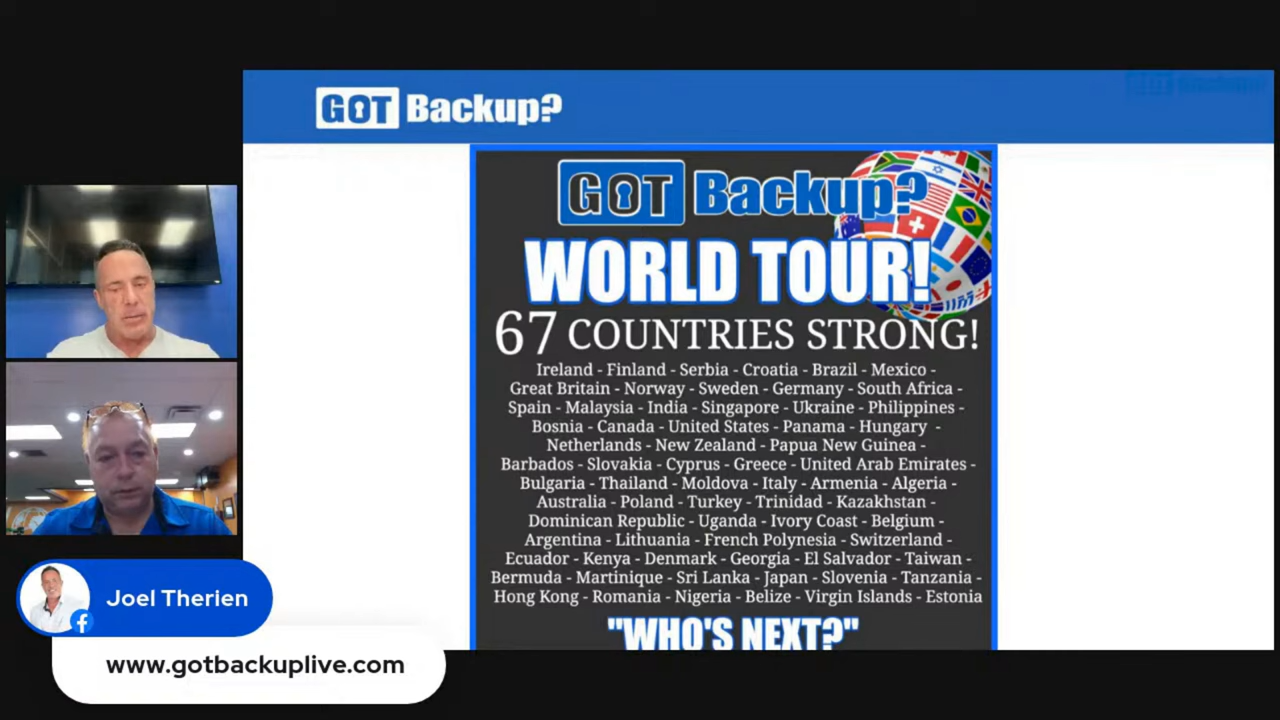 GOT Backup?
GOT Backup?
WORLD TOUR!
67 COUNTRIES STRONG!
Ireland - Finland - Serbia - Croatia - Brazil - Mexico -
Great Britain - Norway - Sweden - Germany - South Africa -
Spain - Malaysia - India - Singapore - Ukraine - Philippines -
Bosnia - Canada - United States - Panama - Hungary -
Netherlands - New Zealand - Papua New Guinea -
Barbados - Slovakia - Cyprus - Greece - United Arab Emirates -
Bulgaria - Thailand - Moldova - Italy - Armenia - Algeria -
Australia - Poland - Turkey - Trinidad - Kazakhstan -
Dominican Republic - Uganda - Ivory Coast - Belgium -
Argentina - Lithuania - French Polynesia - Switzerland -
Ecuador - Kenya - Denmark - Georgia - El Salvador - Taiwan -
Bermuda - Martinique - Sri Lanka - Japan - Slovenia - Tanzania -
Hong Kong - Romania - Nigeria - Belize - Virgin Islands - Estonia
"WHO'S NEXT?"
Joel Therien
www.gotbackuplive.com